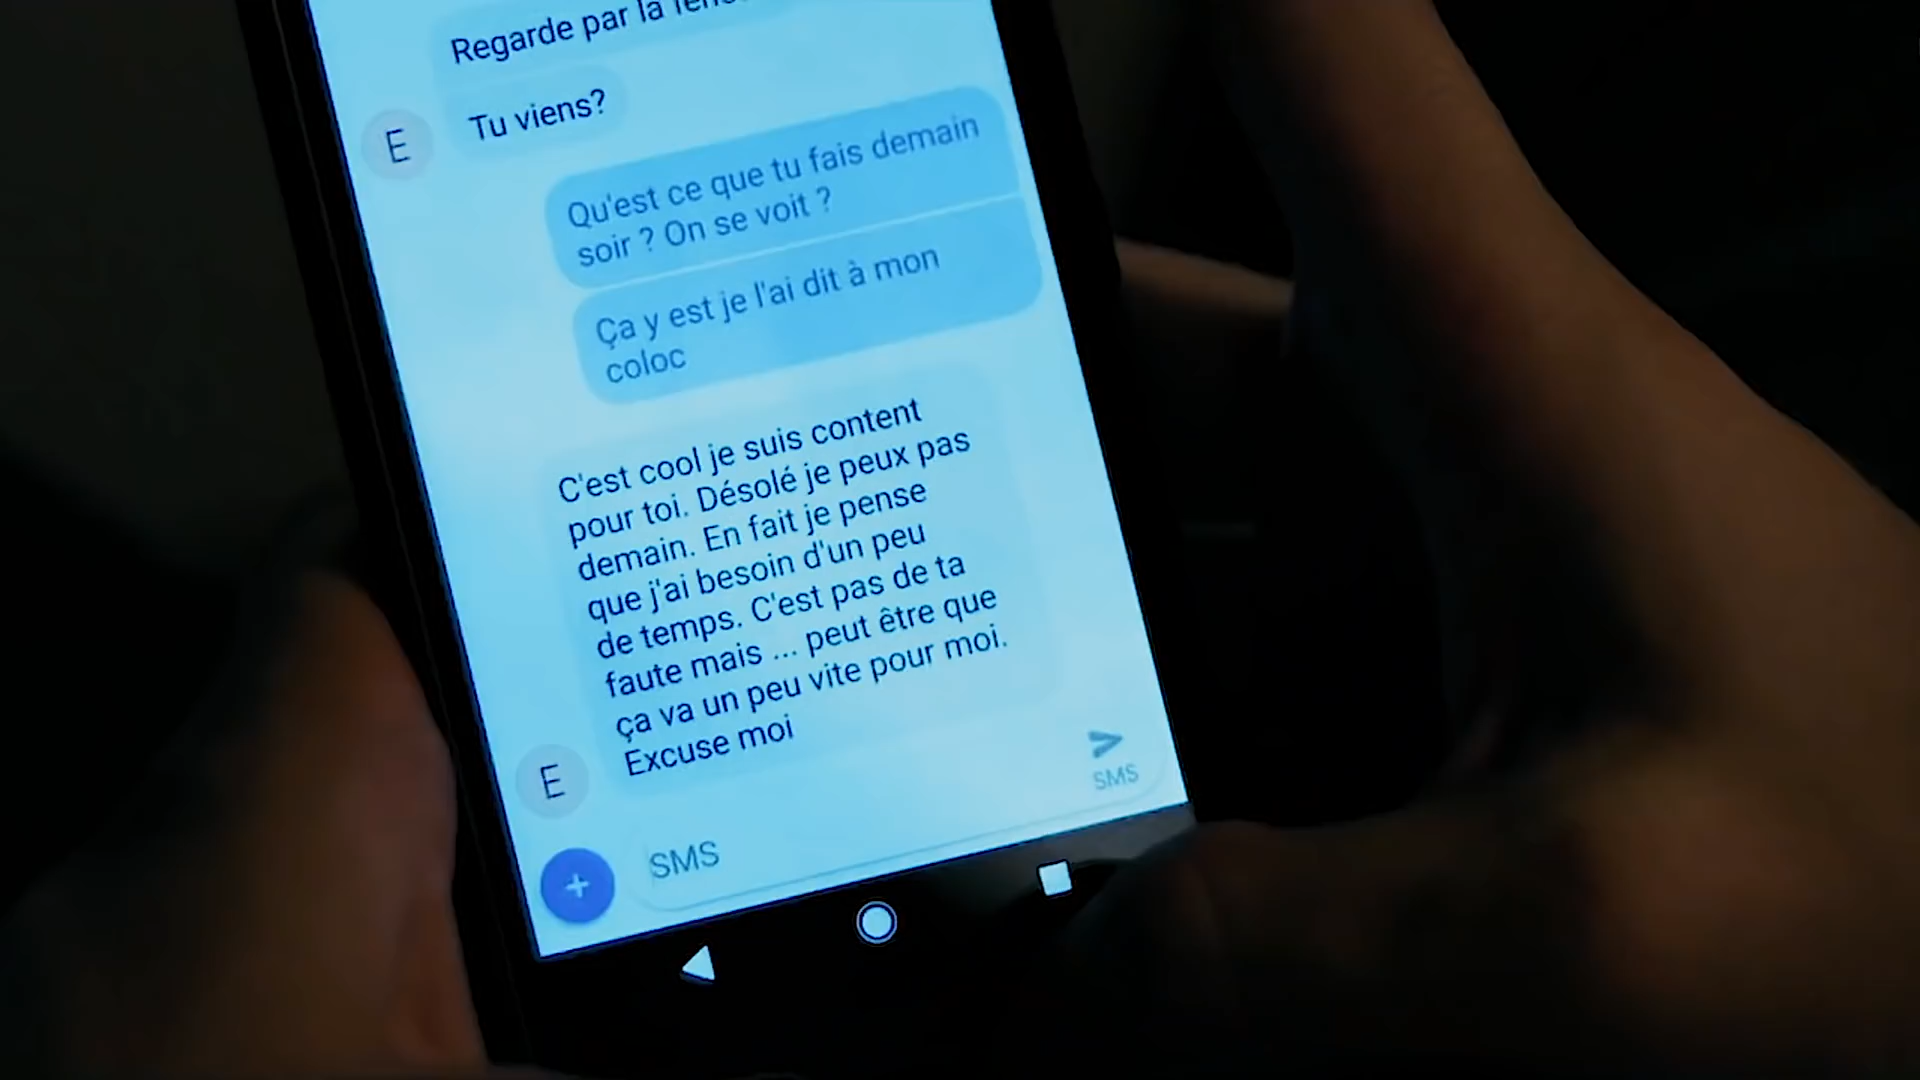 Regarde par la
Tu viens?
E
Qu'est ce que tu fais demain
soir ? On se voit ?
Ça y est je l'ai dit à mon
coloc
C'est cool je suis content
pour toi. Désolé je peux pas
demain. En fait je pense
que j'ai besoin d'un peu
de temps. C'est pas de ta
faute mais ... peut être que
ça va un peu vite pour moi.
Excuse moi
E
SMS
SMS